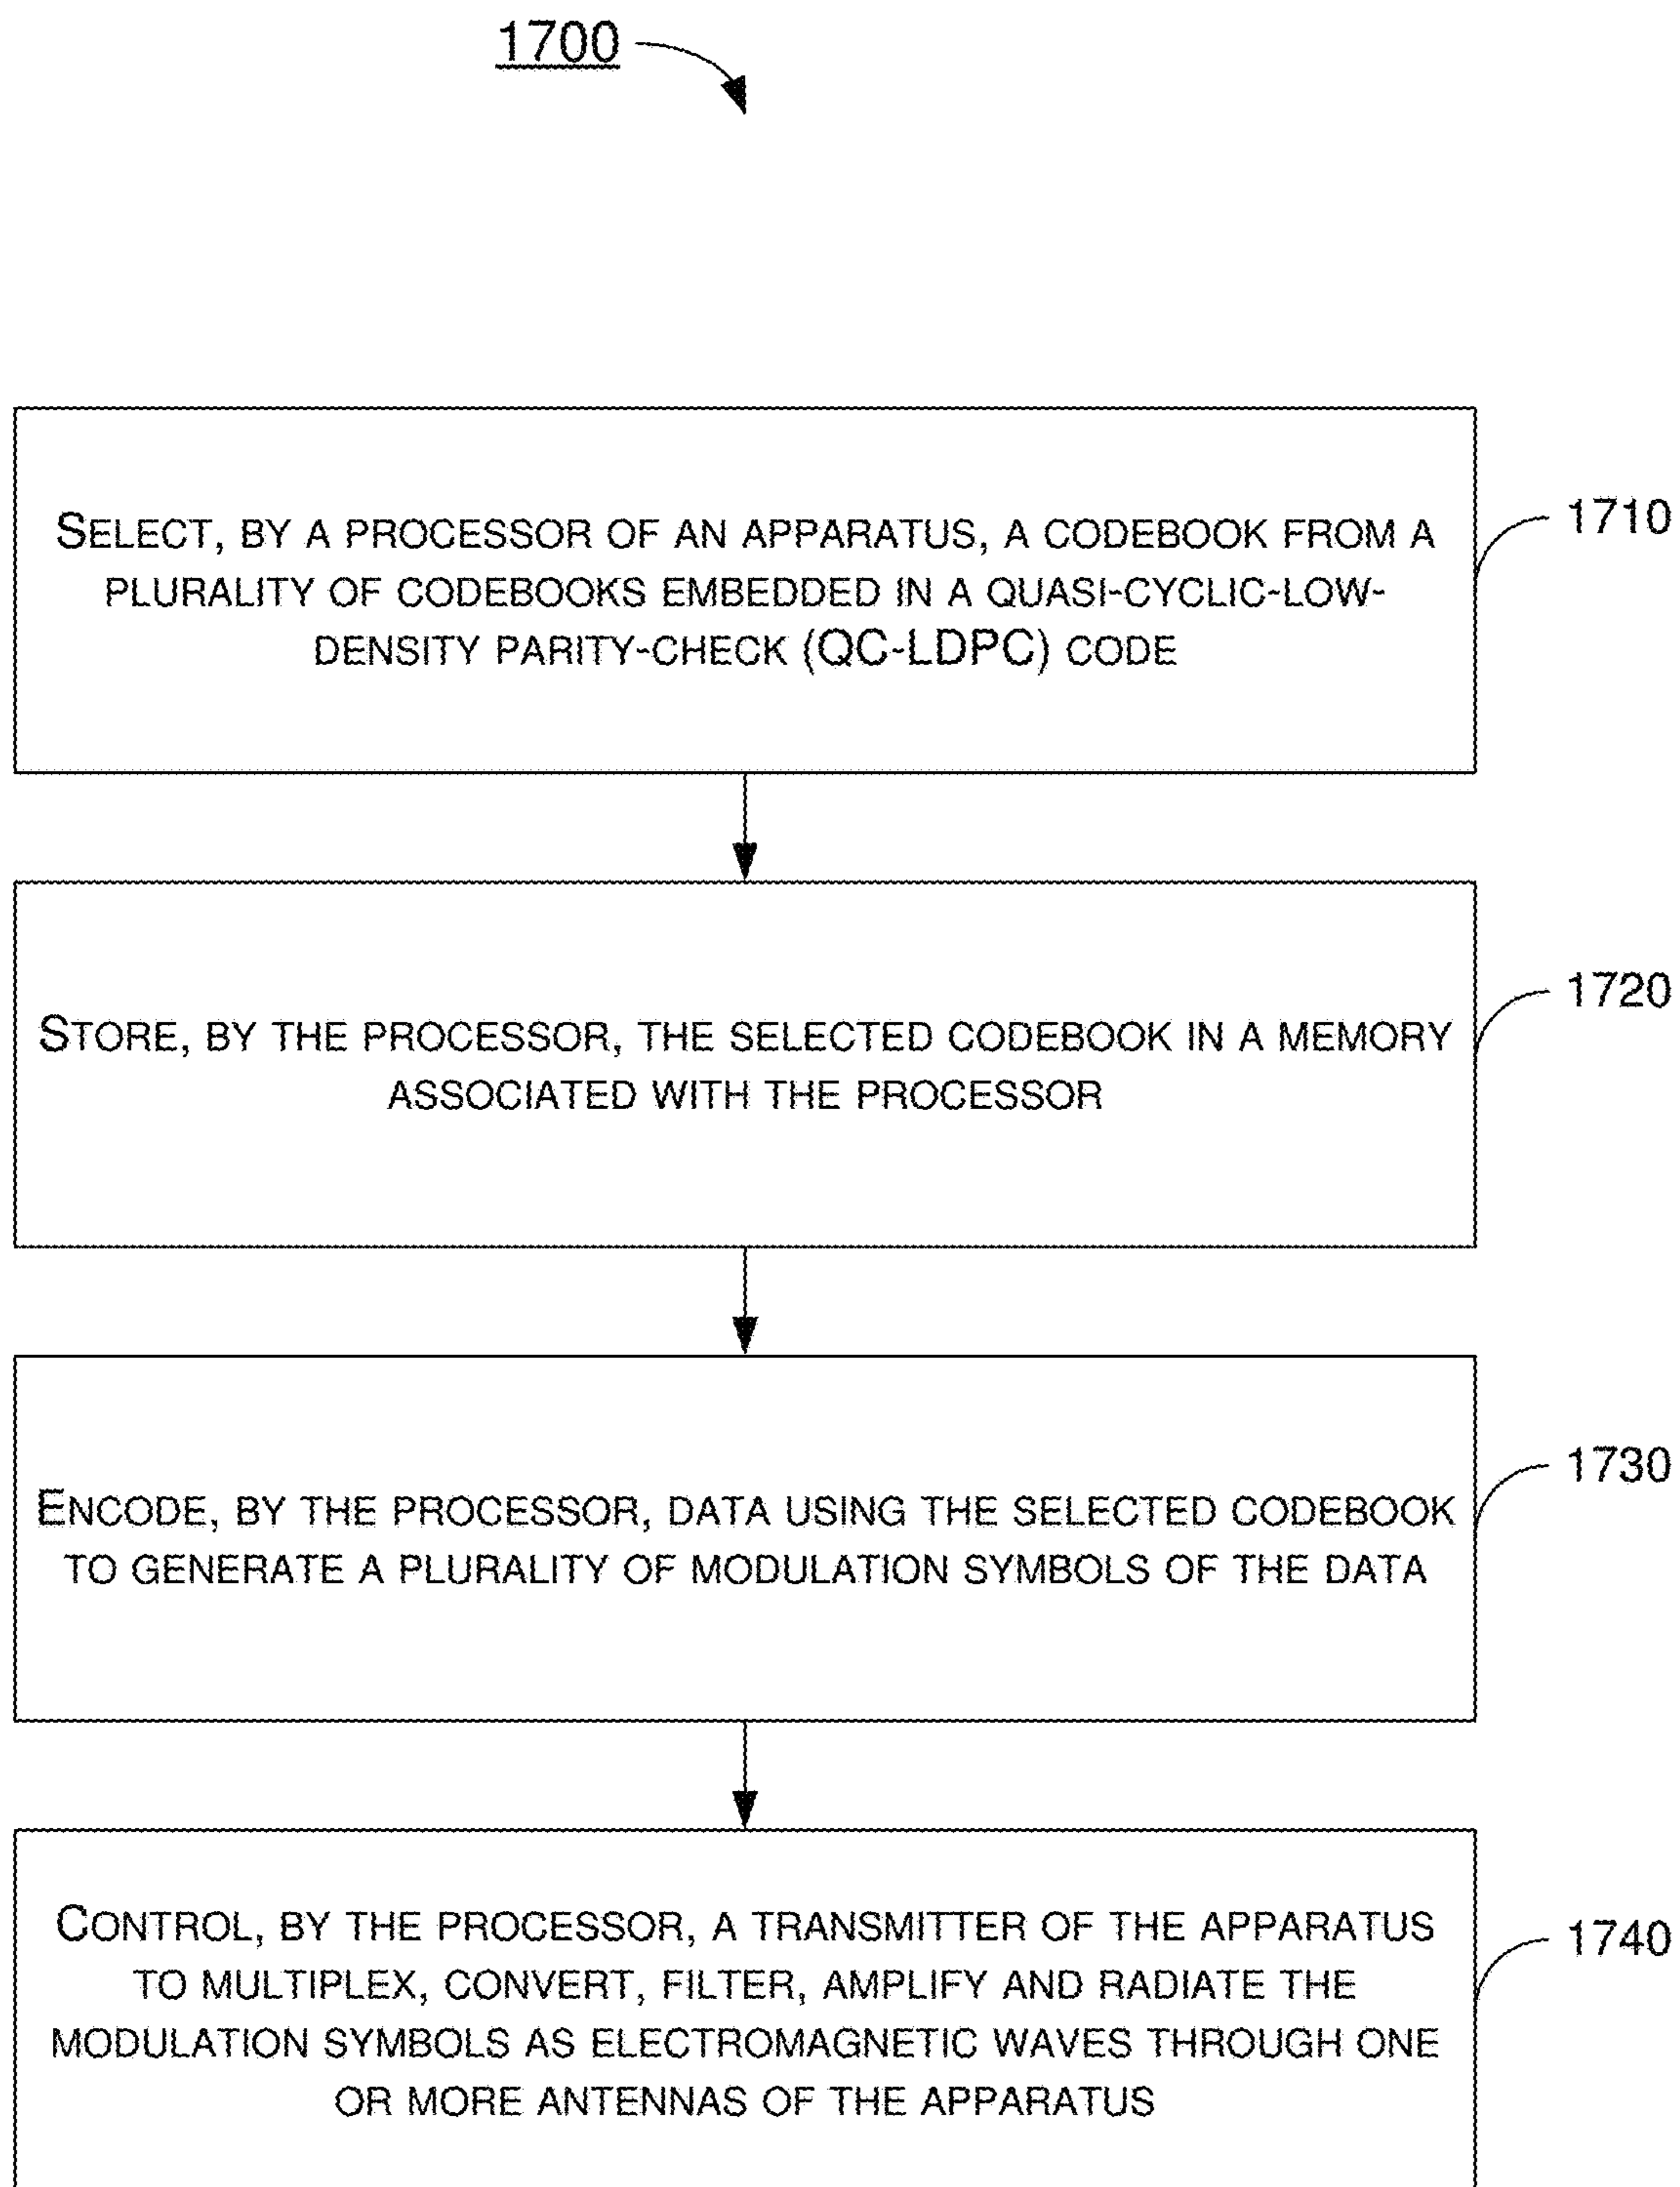 1700
SELECT, BY A PROCESSOR OF AN APPARATUS, A CODEBOOK FROM A
PLURALITY OF CODEBOOKS EMBEDDED IN A QUASI-CYCLIC-LOW-
DENSITY PARITY-CHECK (QC-LDPC) CODE
1710
STORE, BY THE PROCESSOR, THE SELECTED CODEBOOK IN A MEMORY
ASSOCIATED WITH THE PROCESSOR
1720
ENCODE, BY THE PROCESSOR, DATA USING THE SELECTED CODEBOOK
TO GENERATE A PLURALITY OF MODULATION SYMBOLS OF THE DATA
1730
CONTROL, BY THE PROCESSOR, A TRANSMITTER OF THE APPARATUS
TO MULTIPLEX, CONVERT, FILTER, AMPLIFY AND RADIATE THE
MODULATION SYMBOLS AS ELECTROMAGNETIC WAVES THROUGH ONE
OR MORE ANTENNAS OF THE APPARATUS
1740